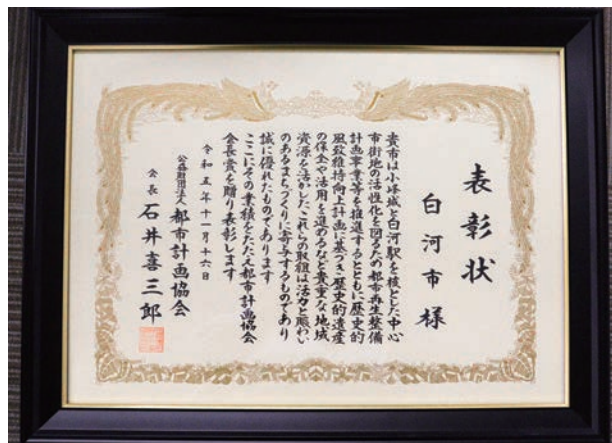 表彰状
白河市様
貴市は小峰城と白河駅を核とした中心
市街地の活性化を図るため都市再生整備
計画事業等を推進するとともに歴史的
風致維持向上計画に基づき歴史的遺産
の保全や活用を進めるなど貴重な地域
資源を活かしたこれらの取組は活力と賑わい
のあるまちづくりに寄与するものであり
誠に優れたものであります
ここにその業績をたたえ都市計画協会
会長賞を贈り表彰します
令和五年十一月十六日
公益財団法人 都市計画協会
会長 石井喜三郎